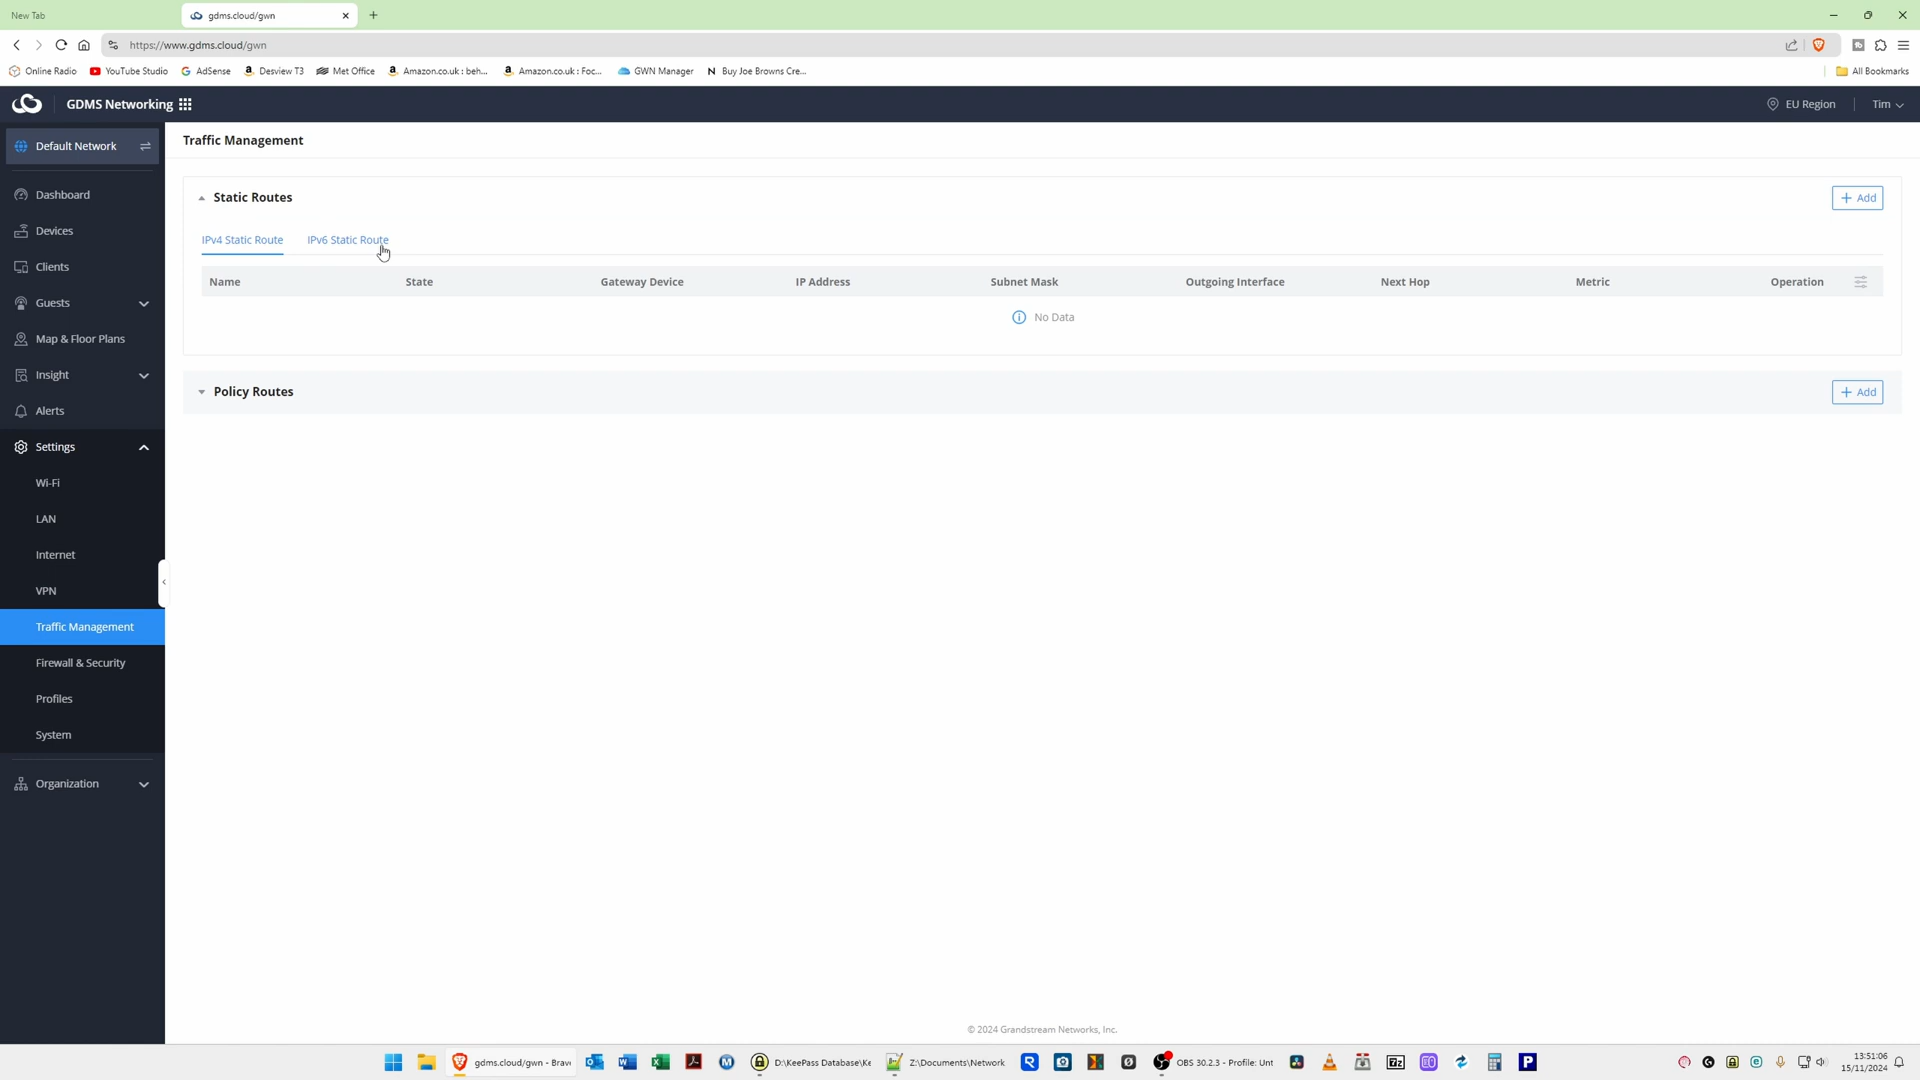 New Tab
gdms.cloud/gwn
https://www.gdms.cloud/gwn
Online Radio
YouTube Studio
AdSense
Desview T3
Met Office
Amazon.co.uk : beh...
Amazon.co.uk : Foc...
GWN Manager
Buy Joe Browns Cre...
All Bookmarks
GDMS Networking
EU Region
Tim
Default Network
Dashboard
Devices
Clients
Guests
Map & Floor Plans
Insight
Alerts
Settings
Wi-Fi
LAN
Internet
VPN
Traffic Management
Firewall & Security
Profiles
System
Organization
Traffic Management
Static Routes
+ Add
IPv4 Static Route
IPv6 Static Route
Name
State
Gateway Device
IP Address
Subnet Mask
Outgoing Interface
Next Hop
Metric
Operation
No Data
Policy Routes
+ Add
© 2024 Grandstream Networks, Inc.
gdms.cloud/gwn - Brave
D:\KeePass Database\Ke
Z:\Documents\Network
OBS 30.2.3 - Profile: Unt
13:51:06
15/11/2024